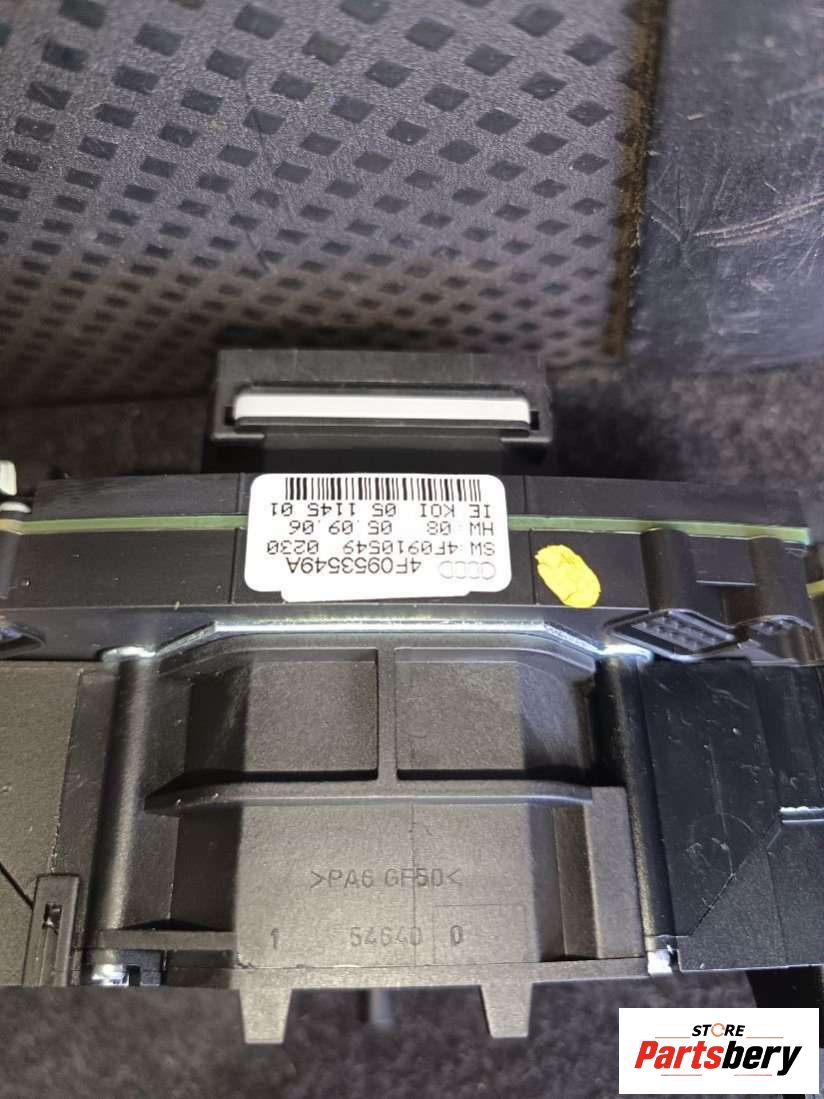 4F0953549A
SW:4F0910549 0230
HW:08 05.09.06
IE KOI 05 1145 01
>PA6 GF50<
1 54640 0
STORE
Partsbery